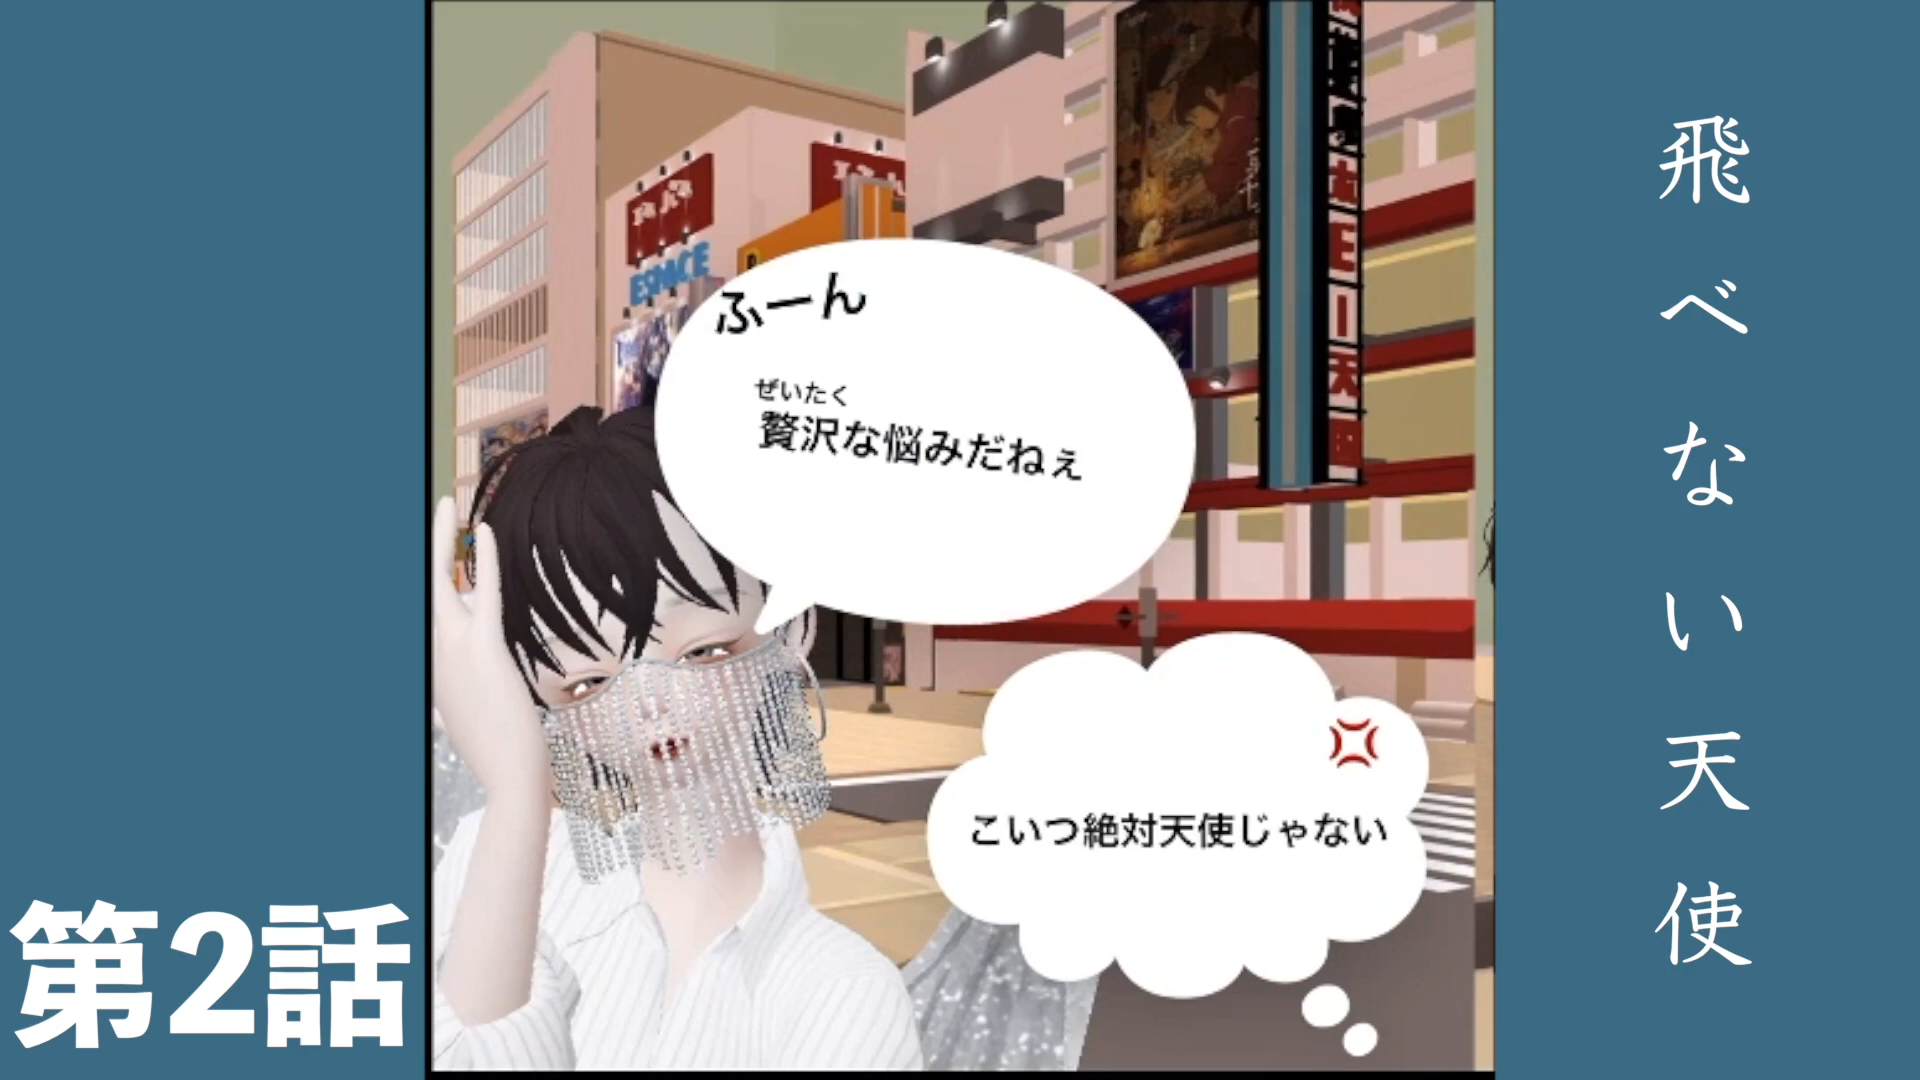 飛べない天使
ふーん
ぜいたく
贅沢な悩みだねぇ
こいつ絶対天使じゃない
第2話
ESPACE